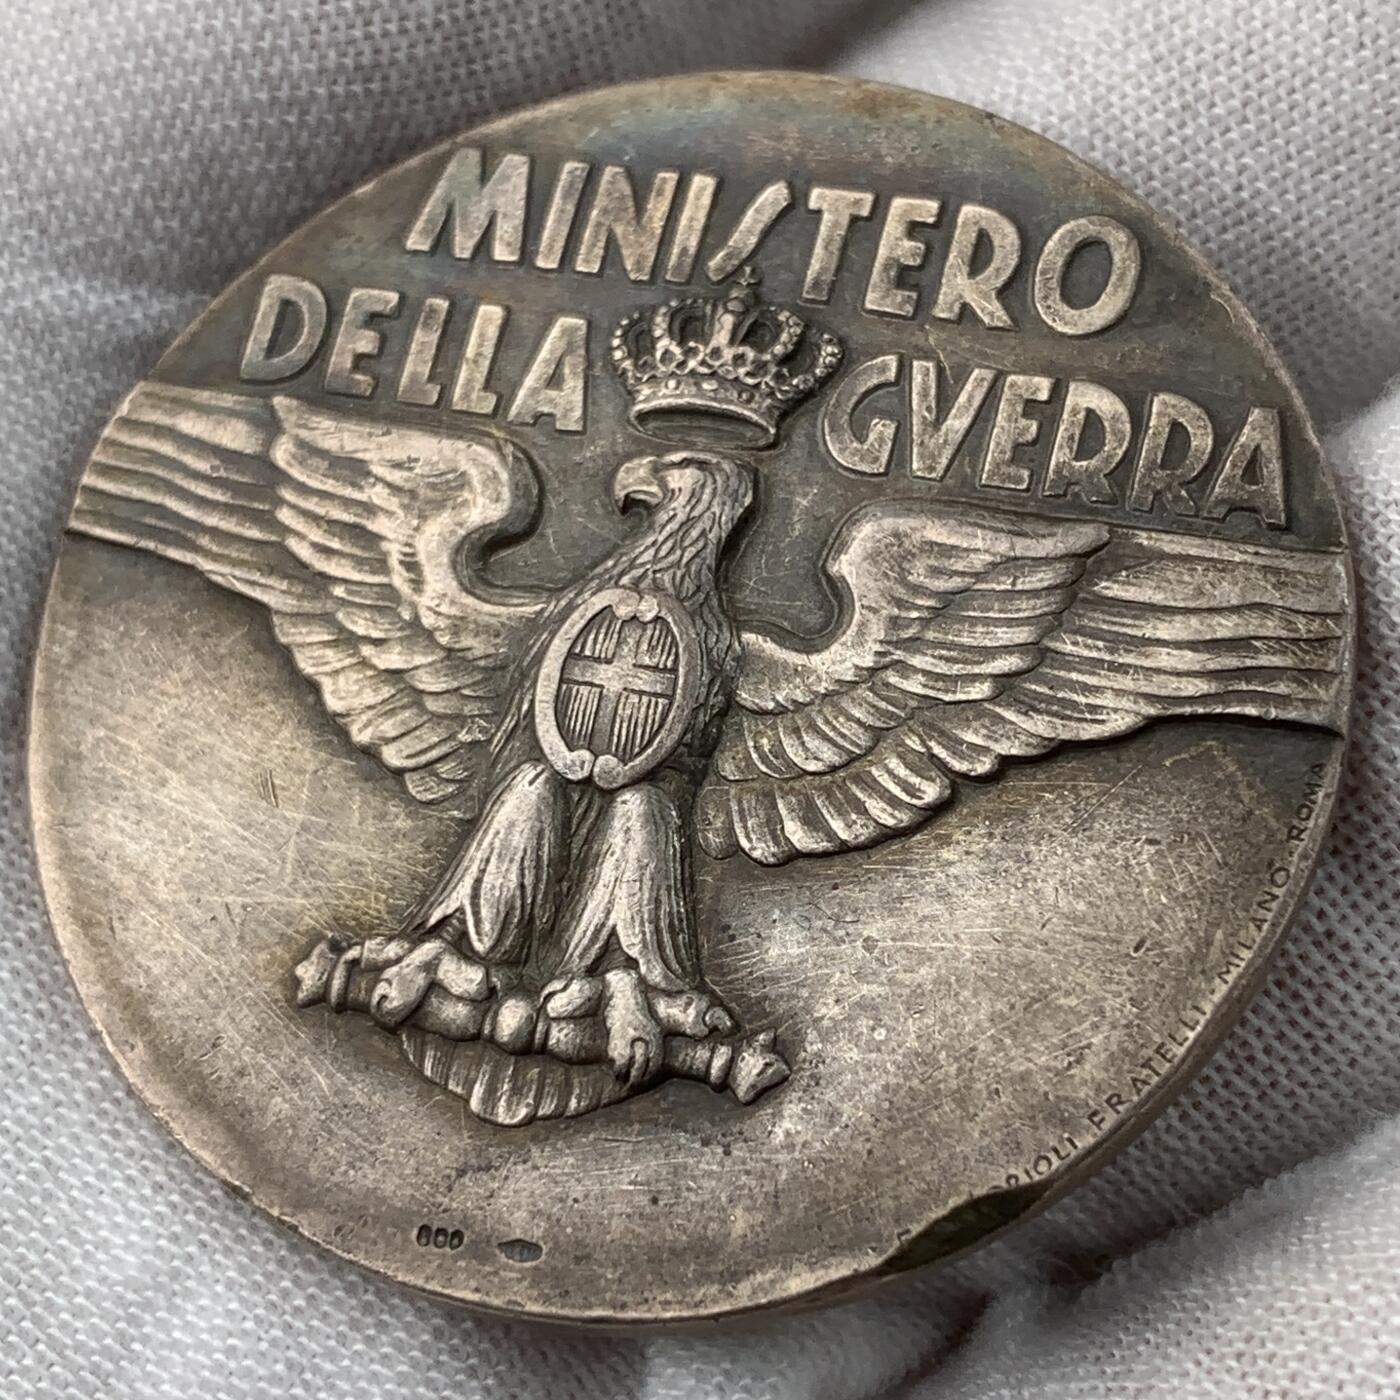 MINISTERO
DELLA GVERRA
FRATELLI · MILANO · ROMA
800